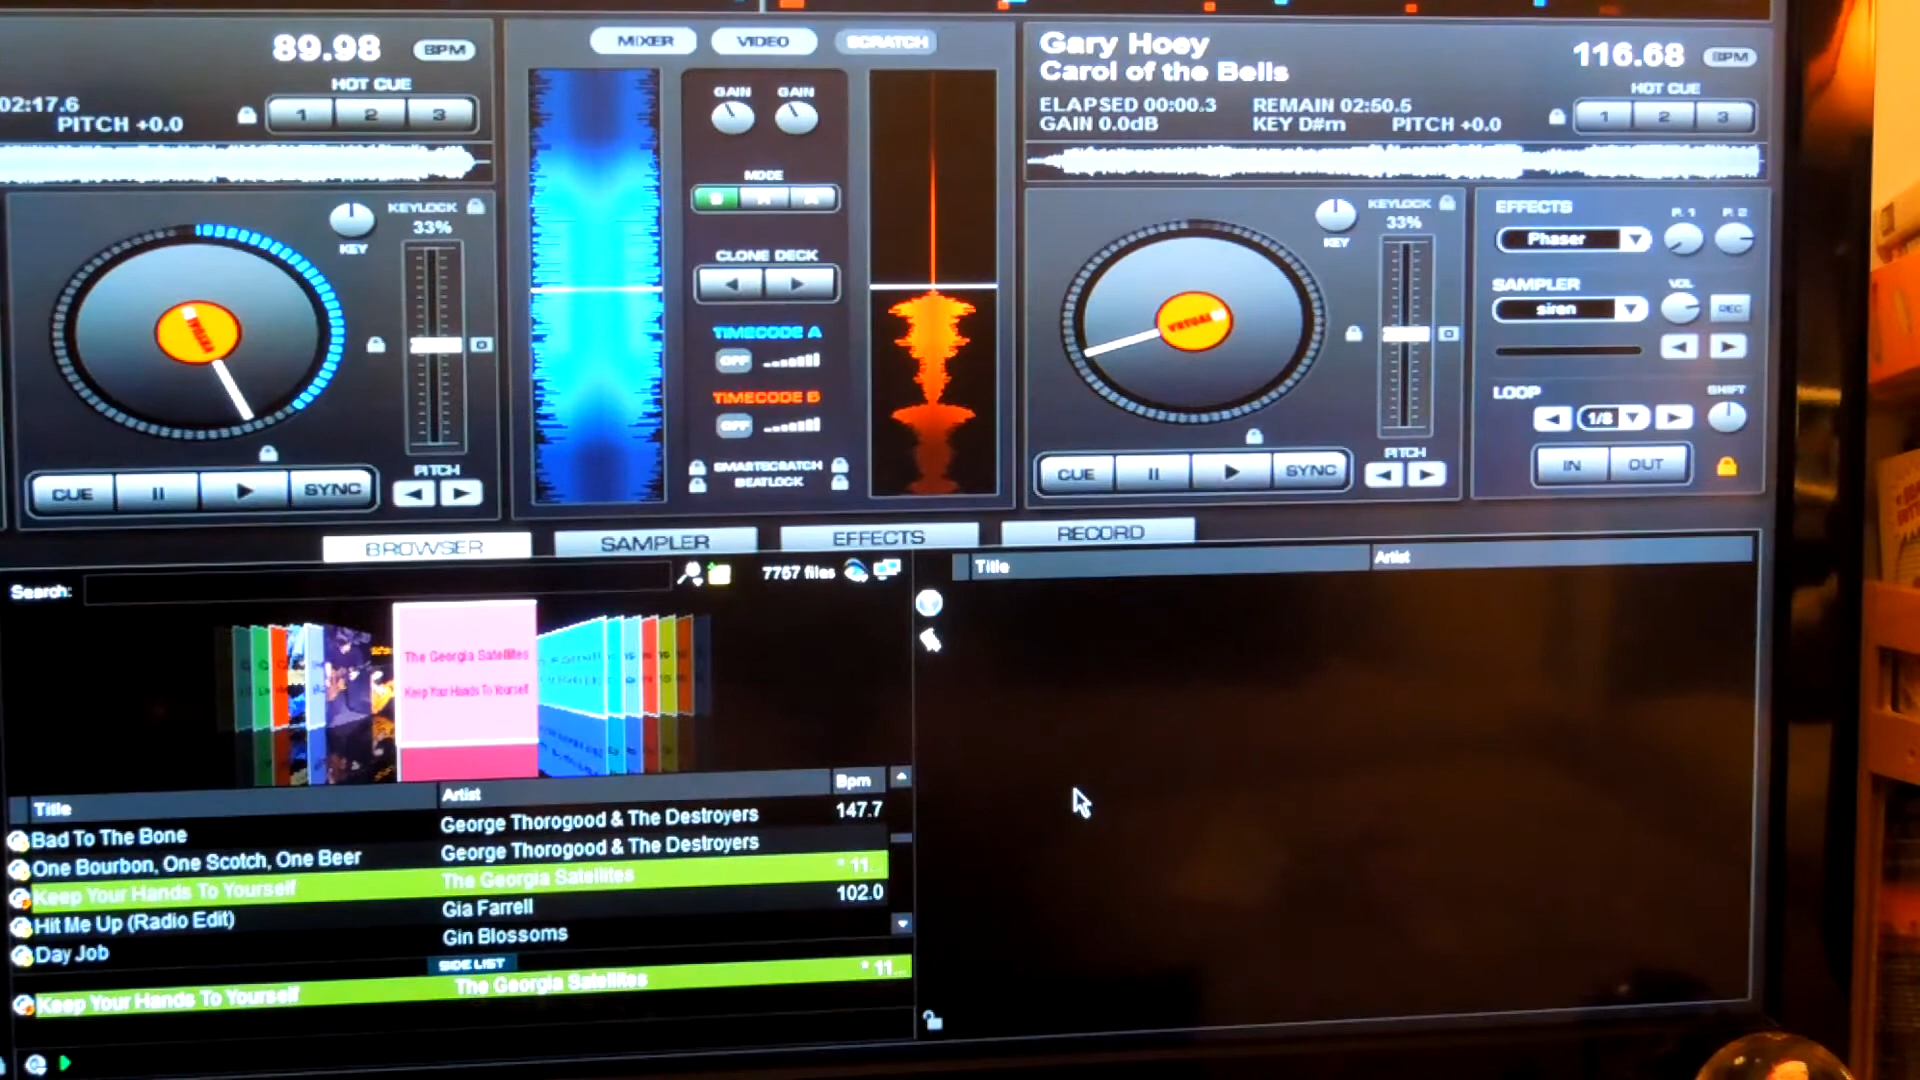 89.98 BPM
HOT CUE
1 2 3
02:17.6
PITCH +0.0
KEYLOCK
33%
KEY
CUE
SYNC
PITCH
MIXER VIDEO SCRATCH
GAIN GAIN
MODE
CLONE DECK
TIMECODE A
OFF
TIMECODE B
OFF
SMARTSCRATCH
BEATLOCK
Gary Hoey
Carol of the Bells
116.68 BPM
HOT CUE
1 2 3
ELAPSED 00:00.3 REMAIN 02:50.5
GAIN 0.0dB KEY D#m PITCH +0.0
KEYLOCK
33%
KEY
VIRTUAL
CUE
SYNC
PITCH
EFFECTS P. 1 P. 2
Phaser
SAMPLER VOL
siren REC
LOOP SHIFT
1/8
IN OUT
BROWSER SAMPLER EFFECTS RECORD
Search:
7757 files
The Georgia Satellites
Keep Your Hands To Yourself
Title Artist Bpm
Bad To The Bone George Thorogood & The Destroyers 147.7
One Bourbon, One Scotch, One Beer George Thorogood & The Destroyers
Keep Your Hands To Yourself The Georgia Satellites * 11...
Hit Me Up (Radio Edit) Gia Farrell 102.0
Day Job Gin Blossoms
SIDE LIST
Keep Your Hands To Yourself The Georgia Satellites * 11...
Title Artist